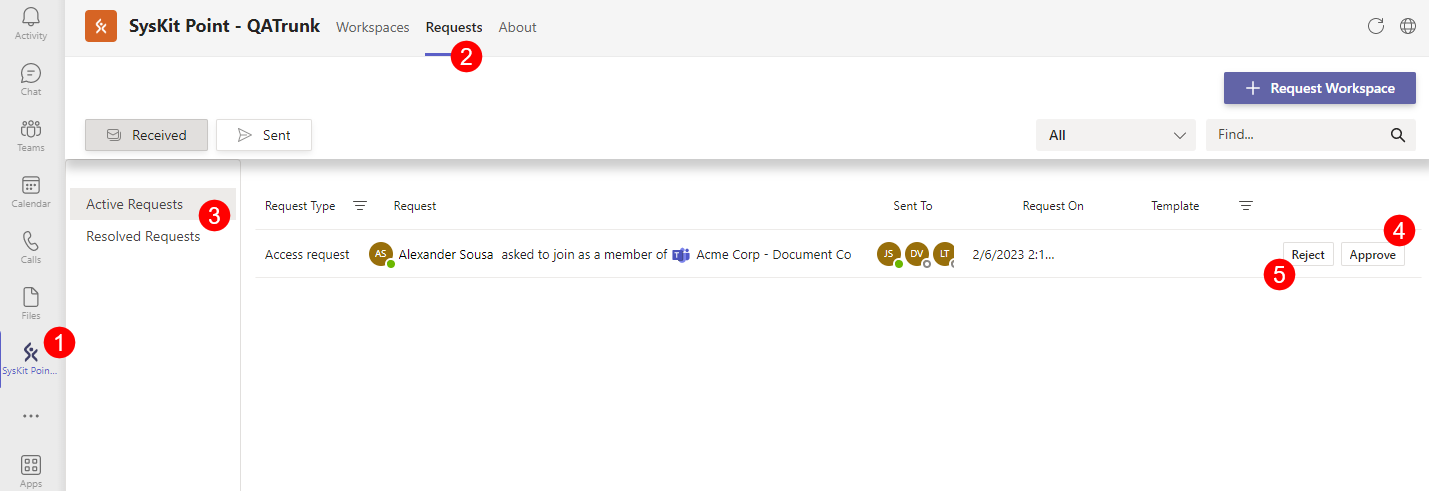 SysKit Point - QATrunk Workspaces Requests About
2
Activity
Chat
Teams
Calendar
Calls
Files
1
SysKit Poin...
Apps
Request Workspace
Received Sent All Find...
Active Requests
3
Resolved Requests
Request Type Request Sent To Request On Template
4
Access request AS Alexander Sousa asked to join as a member of Acme Corp - Document Co JS DV LT 2/6/2023 2:1... Reject Approve
5